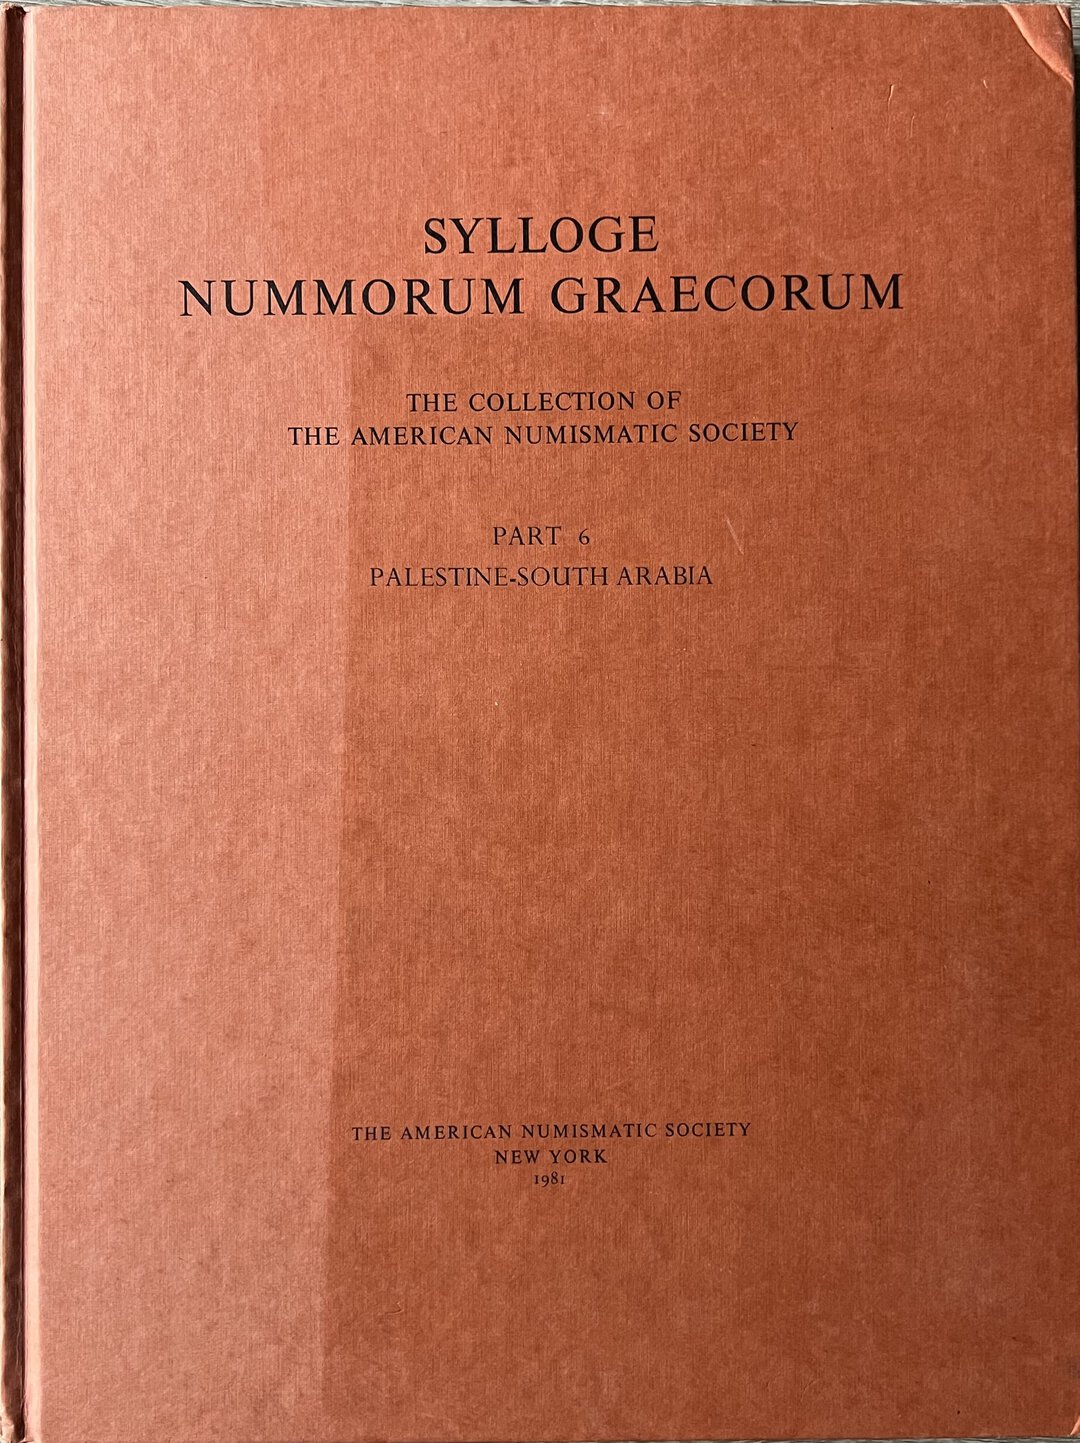 SYLLOGE
NUMMORUM GRAECORUM
THE COLLECTION OF
THE AMERICAN NUMISMATIC SOCIETY
PART 6
PALESTINE-SOUTH ARABIA
THE AMERICAN NUMISMATIC SOCIETY
NEW YORK
1981